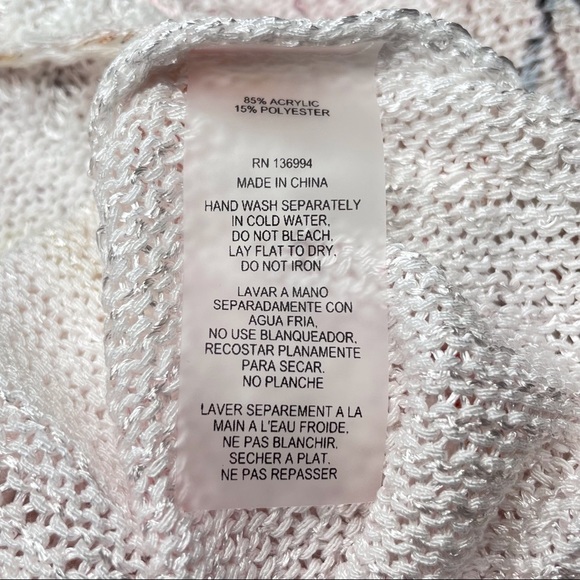 85% ACRYLIC
15% POLYESTER
RN 136994
MADE IN CHINA
HAND WASH SEPARATELY
IN COLD WATER,
DO NOT BLEACH,
LAY FLAT TO DRY,
DO NOT IRON
LAVAR A MANO
SEPARADAMENTE CON
AGUA FRIA,
NO USE BLANQUEADOR,
RECOSTAR PLANAMENTE
PARA SECAR.
NO PLANCHE
LAVER SEPAREMENT A LA
MAIN A L'EAU FROIDE,
NE PAS BLANCHIR.
SECHER A PLAT.
NE PAS REPASSER